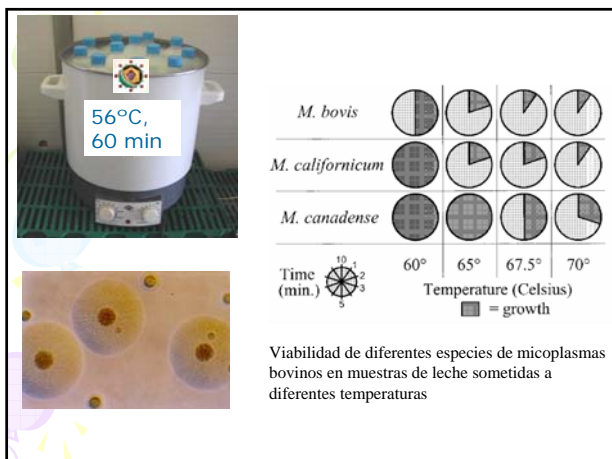 56°C,
60 min
M. bovis
M. californicum
M. canadense
60° 65° 67.5° 70°
Time
(min.)
10
1
2
3
5
Temperature (Celsius)
= growth
Viabilidad de diferentes especies de micoplasmas
bovinos en muestras de leche sometidas a
diferentes temperaturas